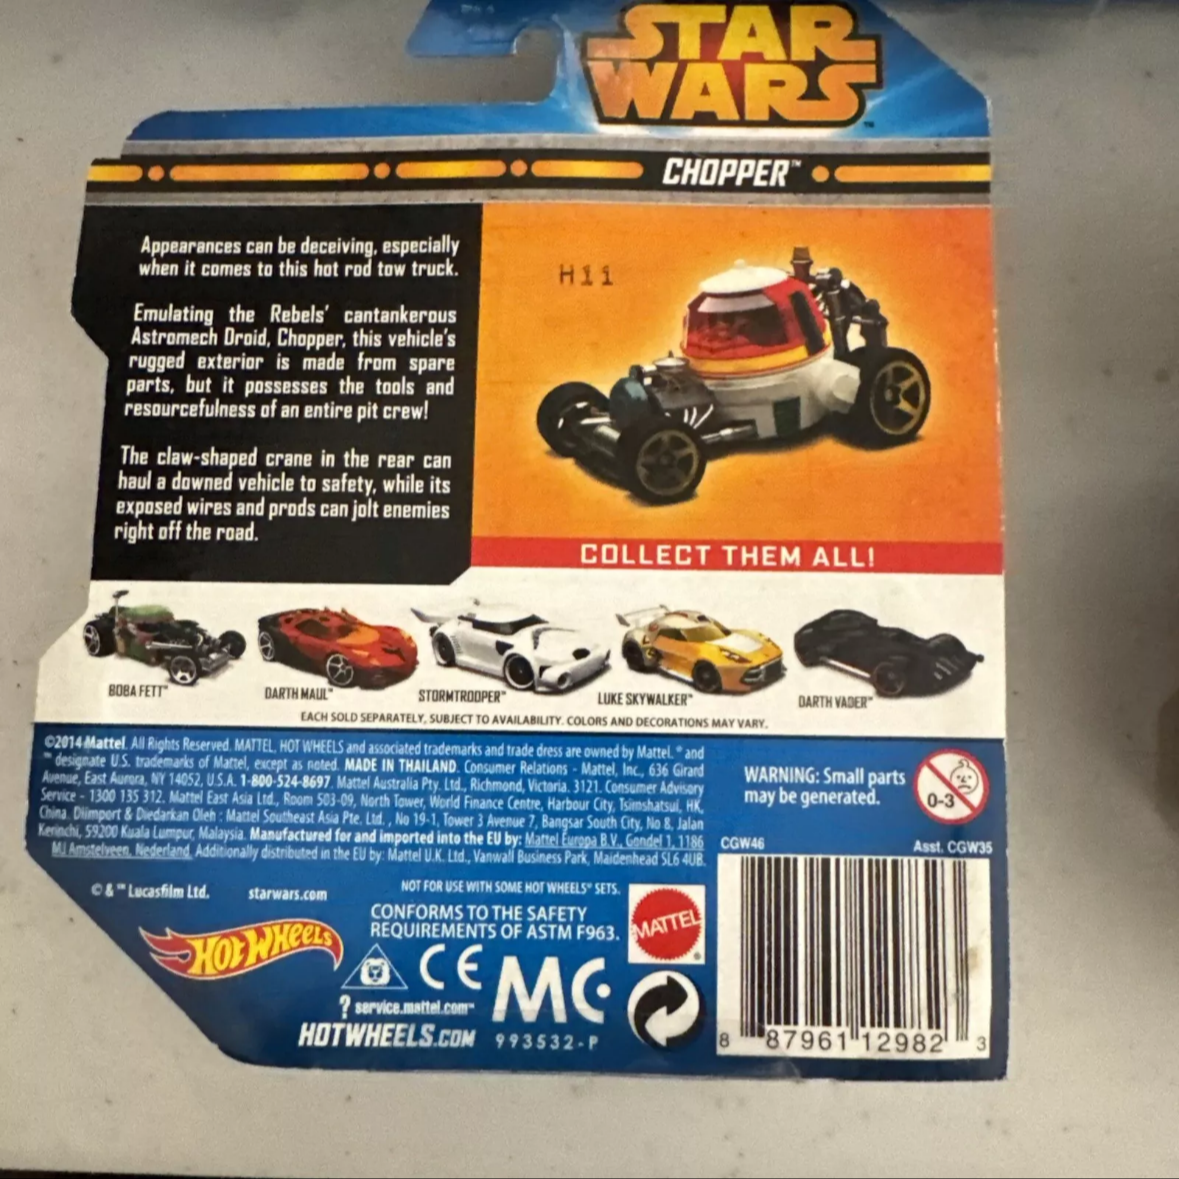 STAR
WARS™
CHOPPER™
Appearances can be deceiving, especially
when it comes to this hot rod tow truck.
Emulating the Rebels' cantankerous
Astromech Droid, Chopper, this vehicle's
rugged exterior is made from spare
parts, but it possesses the tools and
resourcefulness of an entire pit crew!
The claw-shaped crane in the rear can
haul a downed vehicle to safety, while its
exposed wires and prods can jolt enemies
right off the road.
H11
COLLECT THEM ALL!
BOBA FETT™
DARTH MAUL™
STORMTROOPER™
LUKE SKYWALKER™
DARTH VADER™
EACH SOLD SEPARATELY, SUBJECT TO AVAILABILITY. COLORS AND DECORATIONS MAY VARY.
©2014 Mattel. All Rights Reserved. MATTEL, HOT WHEELS and associated trademarks and trade dress are owned by Mattel. ® and
™ designate U.S. trademarks of Mattel, except as noted. MADE IN THAILAND. Consumer Relations - Mattel, Inc., 636 Girard
Avenue, East Aurora, NY 14052, U.S.A. 1-800-524-8697. Mattel Australia Pty. Ltd., Richmond, Victoria. 3121. Consumer Advisory
Service - 1300 135 312. Mattel East Asia Ltd., Room 503-09, North Tower, World Finance Centre, Harbour City, Tsimshatsui, HK,
China. Diimport & Diedarkan Oleh : Mattel Southeast Asia Pte. Ltd. , No 19-1, Tower 3 Avenue 7, Bangsar South City, No 8, Jalan
Kerinchi, 59200 Kuala Lumpur, Malaysia. Manufactured for and imported into the EU by: Mattel Europa B.V., Gondel 1, 1186
MJ Amstelveen, Nederland. Additionally distributed in the EU by: Mattel U.K. Ltd., Vanwall Business Park, Maidenhead SL6 4UB.
WARNING: Small parts
may be generated.
0-3
CGW46
Asst. CGW35
© & ™ Lucasfilm Ltd.
starwars.com
NOT FOR USE WITH SOME HOT WHEELS® SETS.
CONFORMS TO THE SAFETY
REQUIREMENTS OF ASTM F963.
MATTEL®
HOT WHEELS
CE
MC
? service.mattel.com™
HOTWHEELS.COM
993532-P
8 87961 12982 3